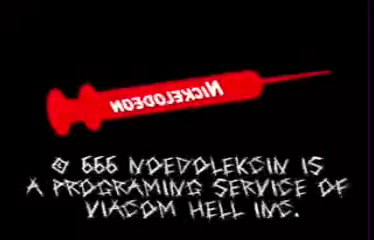 NICKELODEON
© 666 NOEDOLEKCIN IS
A PROGRAMING SERVICE OF
VIACOM HELL INC.